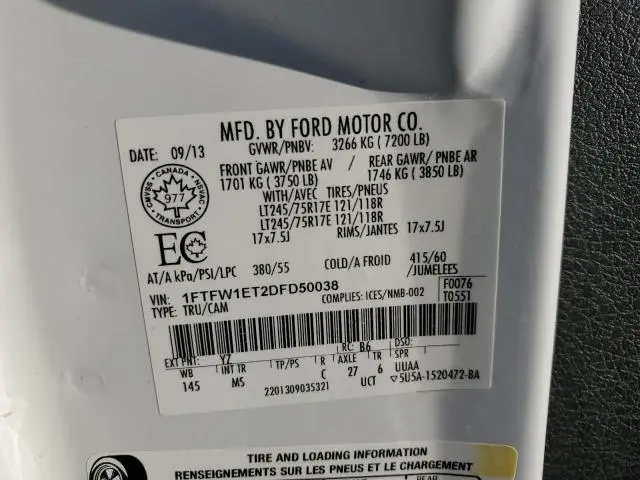 MFD. BY FORD MOTOR CO.
DATE: 09/13
GVWR/PNBV: 3266 KG ( 7200 LB)
FRONT GAWR/PNBE AV / REAR GAWR/ PNBE AR
1701 KG ( 3750 LB) 1746 KG ( 3850 LB)
WITH/AVEC TIRES/PNEUS
LT245/75R17E 121/118R
LT245/75R17E 121/118R
17x7.5J RIMS/JANTES 17x7.5J
CMVSS · CANADA · NSVAC
977
TRANSPORT
EC
AT/A kPa/PSI/LPC 380/55 COLD/A FROID 415/60
/JUMELEES
VIN: 1FTFW1ET2DFD50038 COMPLIES: ICES/NMB-002 F0076
TYPE: TRU/CAM T0551
EXT PNT: YZ RC: B6 DSO:
WB INT TR TP/PS R AXLE TR SPR
145 MS C 27 6 UUAA
2201309035321 UCT ▽5U5A-1520472-BA
TIRE AND LOADING INFORMATION
RENSEIGNEMENTS SUR LES PNEUS ET LE CHARGEMENT
REAR